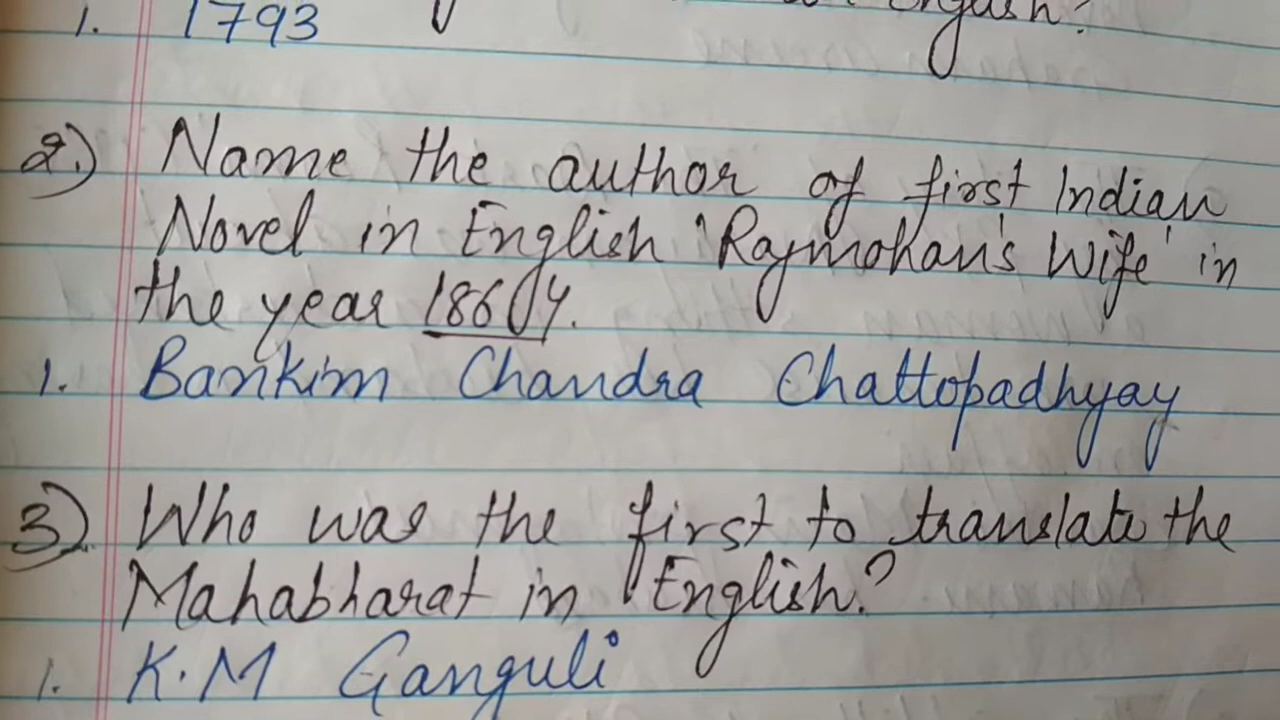 English?
1. 1793
2.) Name the author of first Indian
Novel in English 'Rajmohan's Wife' in
the year 1864.
1. Bankim Chandra Chattopadhyay
3) Who was the first to translate the
Mahabharat in English?
1. K.M Ganguli